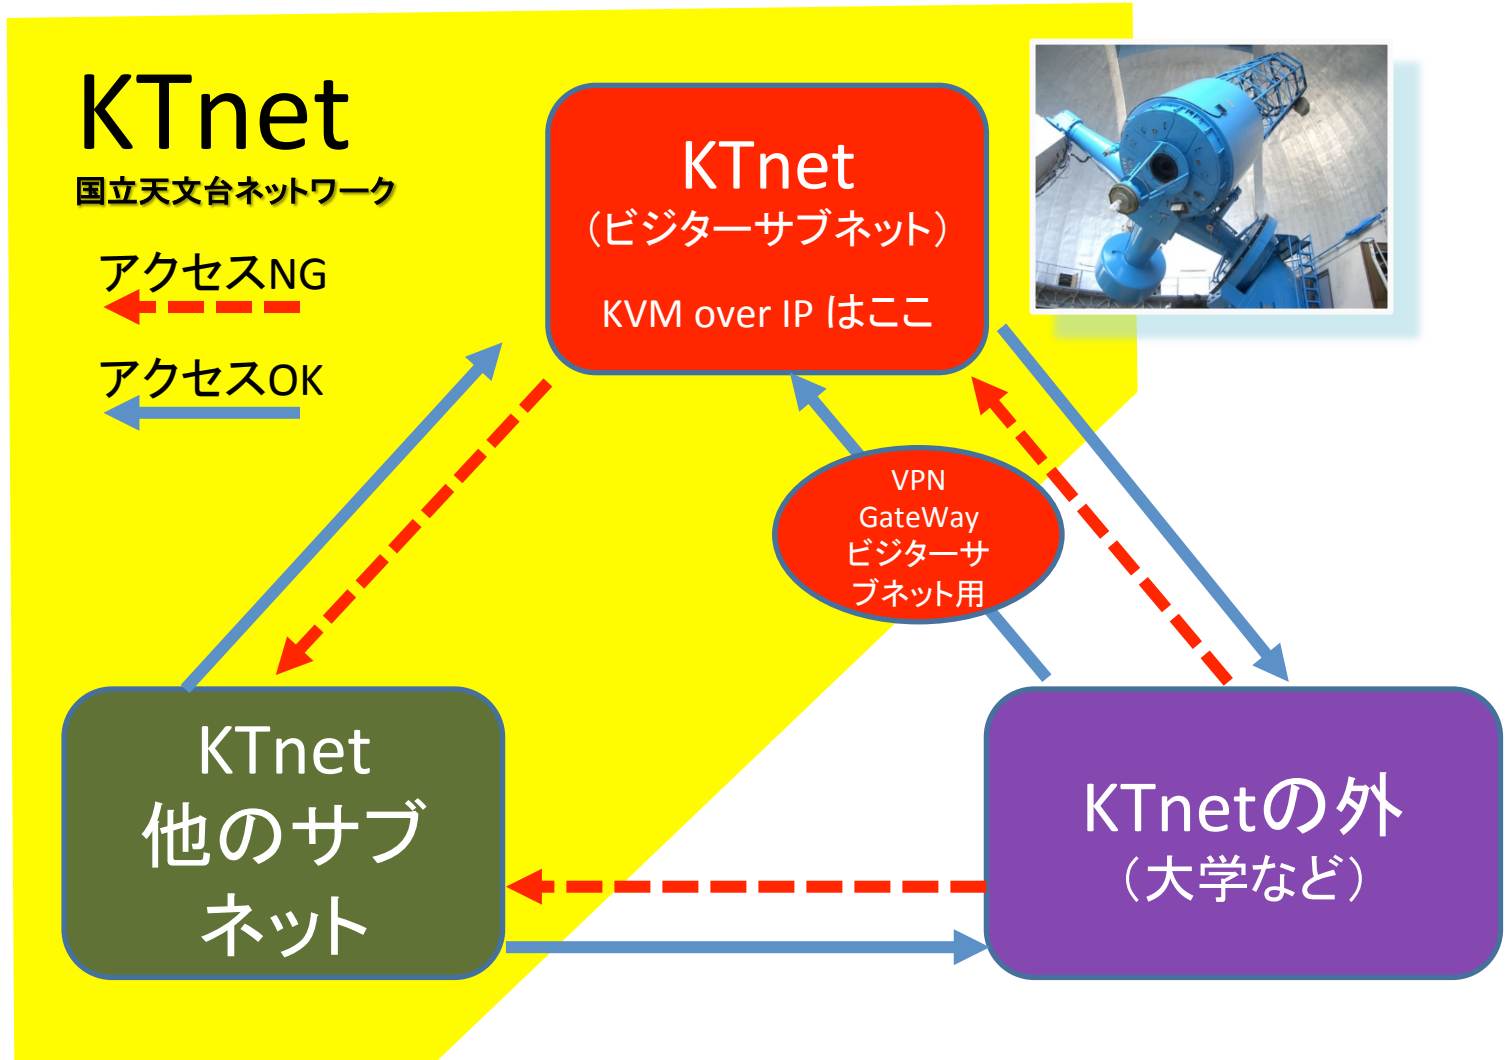 KTnet
国立天文台ネットワーク
アクセスNG
アクセスOK
KTnet
（ビジターサブネット）
KVM over IP はここ
VPN
GateWay
ビジターサ
ブネット用
KTnet
他のサブ
ネット
KTnetの外
（大学など）